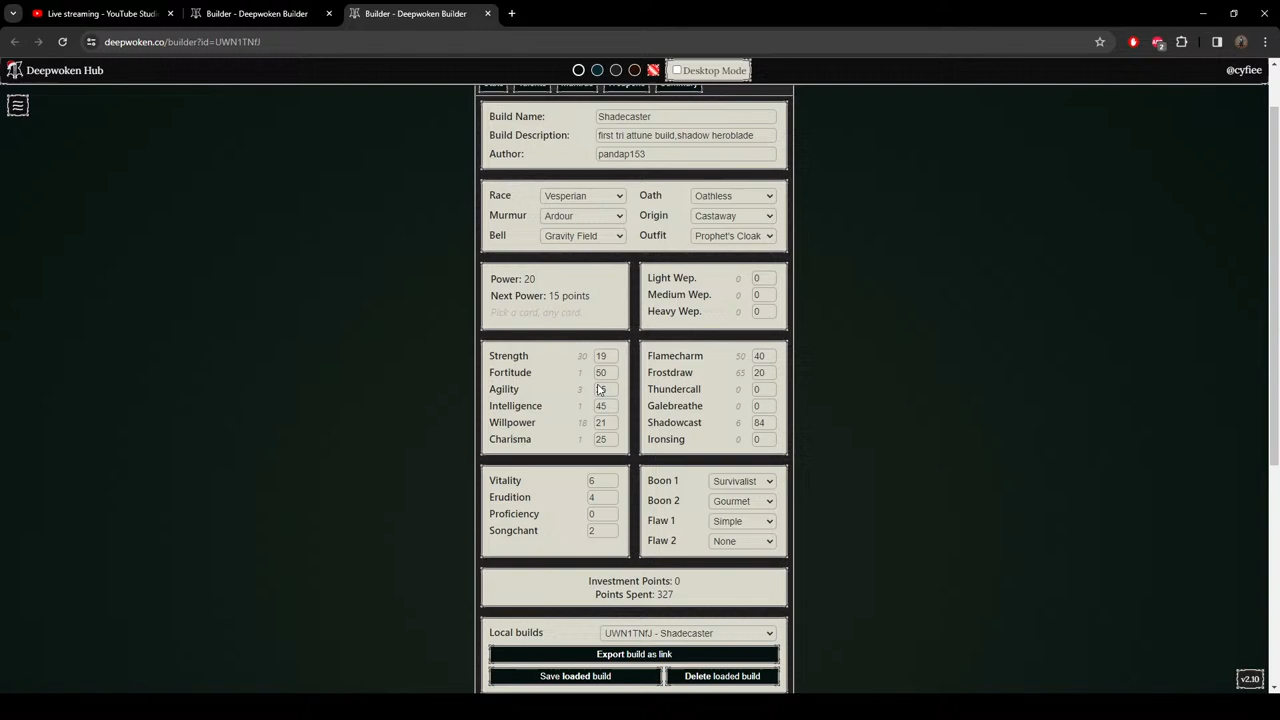 Live streaming - YouTube Studi
Builder - Deepwoken Builder
Builder - Deepwoken Builder
deepwoken.co/builder?id=UWN1TNfJ
2
Deepwoken Hub
Desktop Mode
@cyfiee
Build Name: Shadecaster
Build Description: first tri attune build,shadow heroblade
Author: pandap153
Race Vesperian Oath Oathless
Murmur Ardour Origin Castaway
Bell Gravity Field Outfit Prophet's Cloak
Power: 20
Next Power: 15 points
Pick a card, any card.
Light Wep. 0 0
Medium Wep. 0 0
Heavy Wep. 0 0
Strength 30 19
Fortitude 1 50
Agility 3
Intelligence 1 45
Willpower 18 21
Charisma 1 25
Flamecharm 50 40
Frostdraw 65 20
Thundercall 0 0
Galebreathe 0 0
Shadowcast 6 84
Ironsing 0 0
Vitality 6
Erudition 4
Proficiency 0
Songchant 2
Boon 1 Survivalist
Boon 2 Gourmet
Flaw 1 Simple
Flaw 2 None
Investment Points: 0
Points Spent: 327
Local builds UWN1TNfJ - Shadecaster
Export build as link
Save loaded build Delete loaded build
v2.10